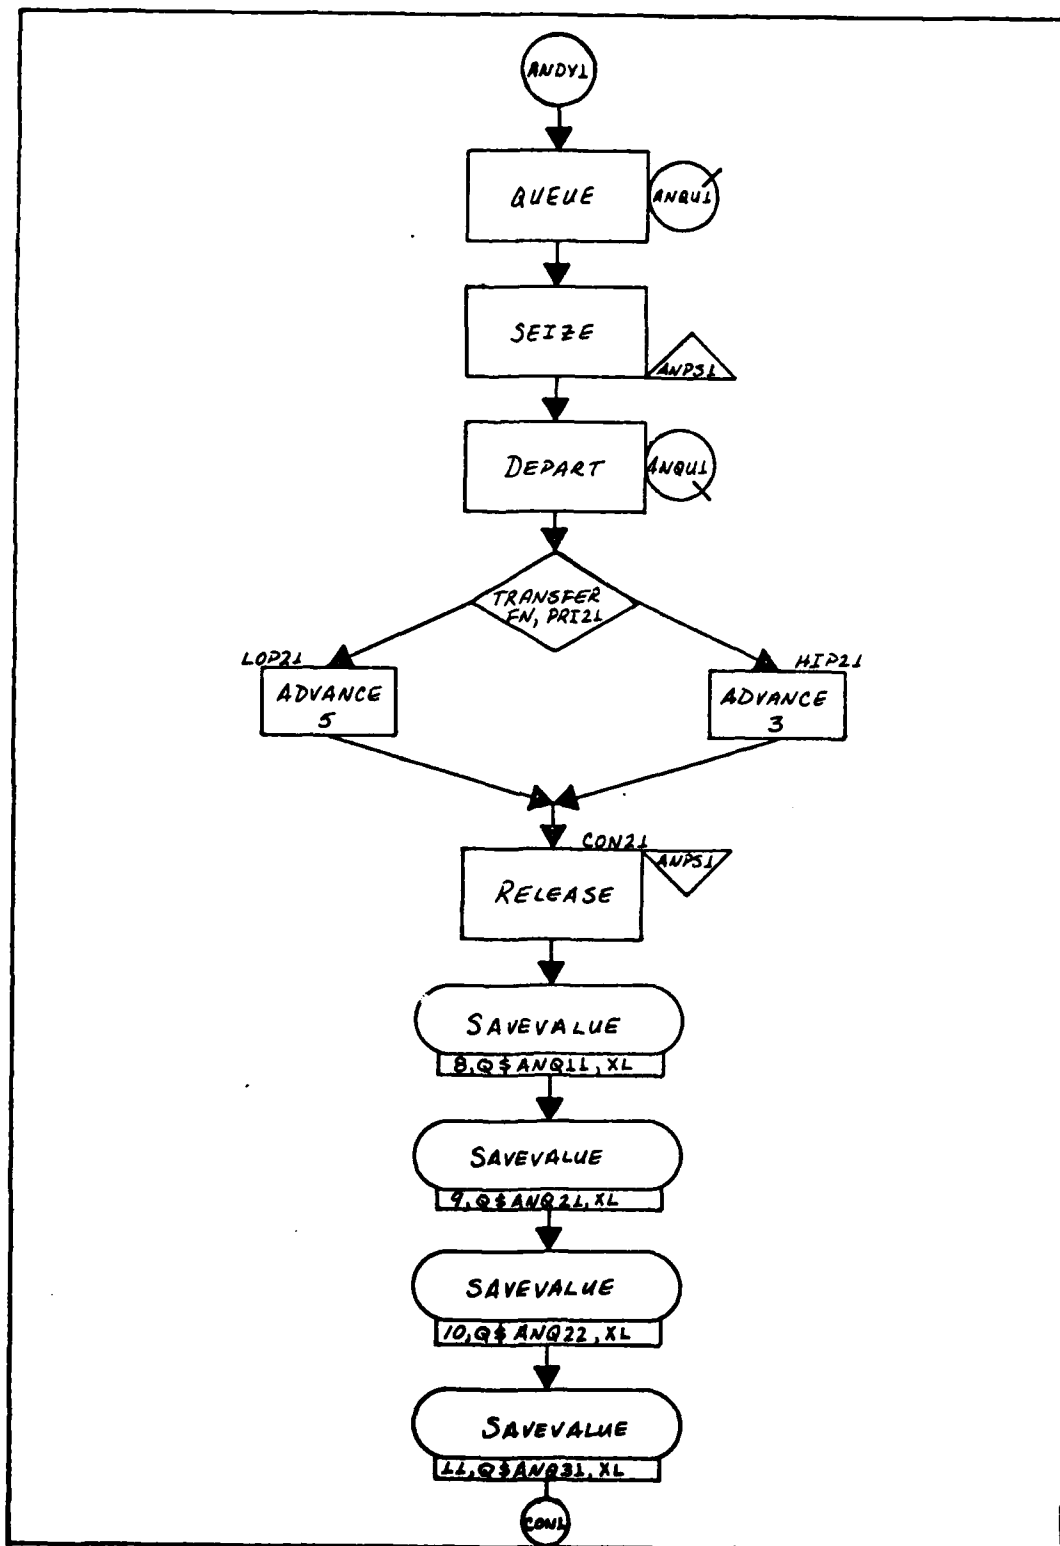 ANDY1
QUEUE
ANQU1
SEIZE
ANPS1
DEPART
ANQU1
TRANSFER
FN, PRI21
LOP21
HIP21
ADVANCE
5
ADVANCE
3
CON21
ANPS1
RELEASE
SAVEVALUE
8, Q$ANQ11, XL
SAVEVALUE
9, Q$ANQ21, XL
SAVEVALUE
10, Q$ANQ22, XL
SAVEVALUE
11, Q$ANQ31, XL
CON1